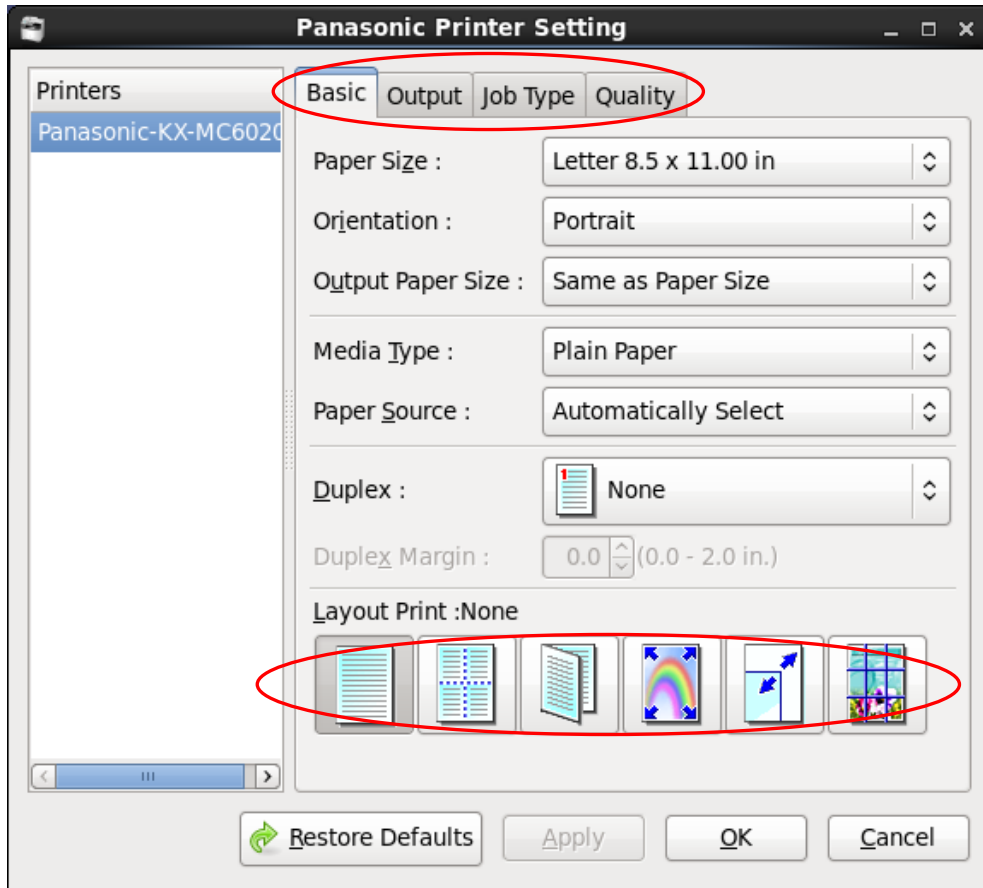 Panasonic Printer Setting
Printers
Panasonic-KX-MC6020
Basic Output Job Type Quality
Paper Size : Letter 8.5 x 11.00 in
Orientation : Portrait
Output Paper Size : Same as Paper Size
Media Type : Plain Paper
Paper Source : Automatically Select
Duplex : 1 None
Duplex Margin : 0.0 (0.0 - 2.0 in.)
Layout Print :None
Restore Defaults Apply OK Cancel